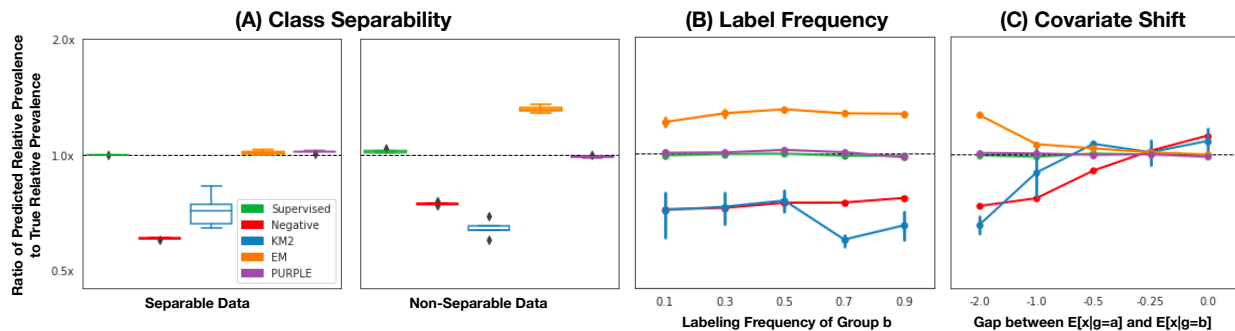 (A) Class Separability
(B) Label Frequency
(C) Covariate Shift
Ratio of Predicted Relative Prevalence
to True Relative Prevalence
2.0x
1.0x
0.5x
Supervised
Negative
KM2
EM
PURPLE
Separable Data
Non-Separable Data
0.1 0.3 0.5 0.7 0.9
Labeling Frequency of Group b
-2.0 -1.0 -0.5 -0.25 0.0
Gap between E[x|g=a] and E[x|g=b]